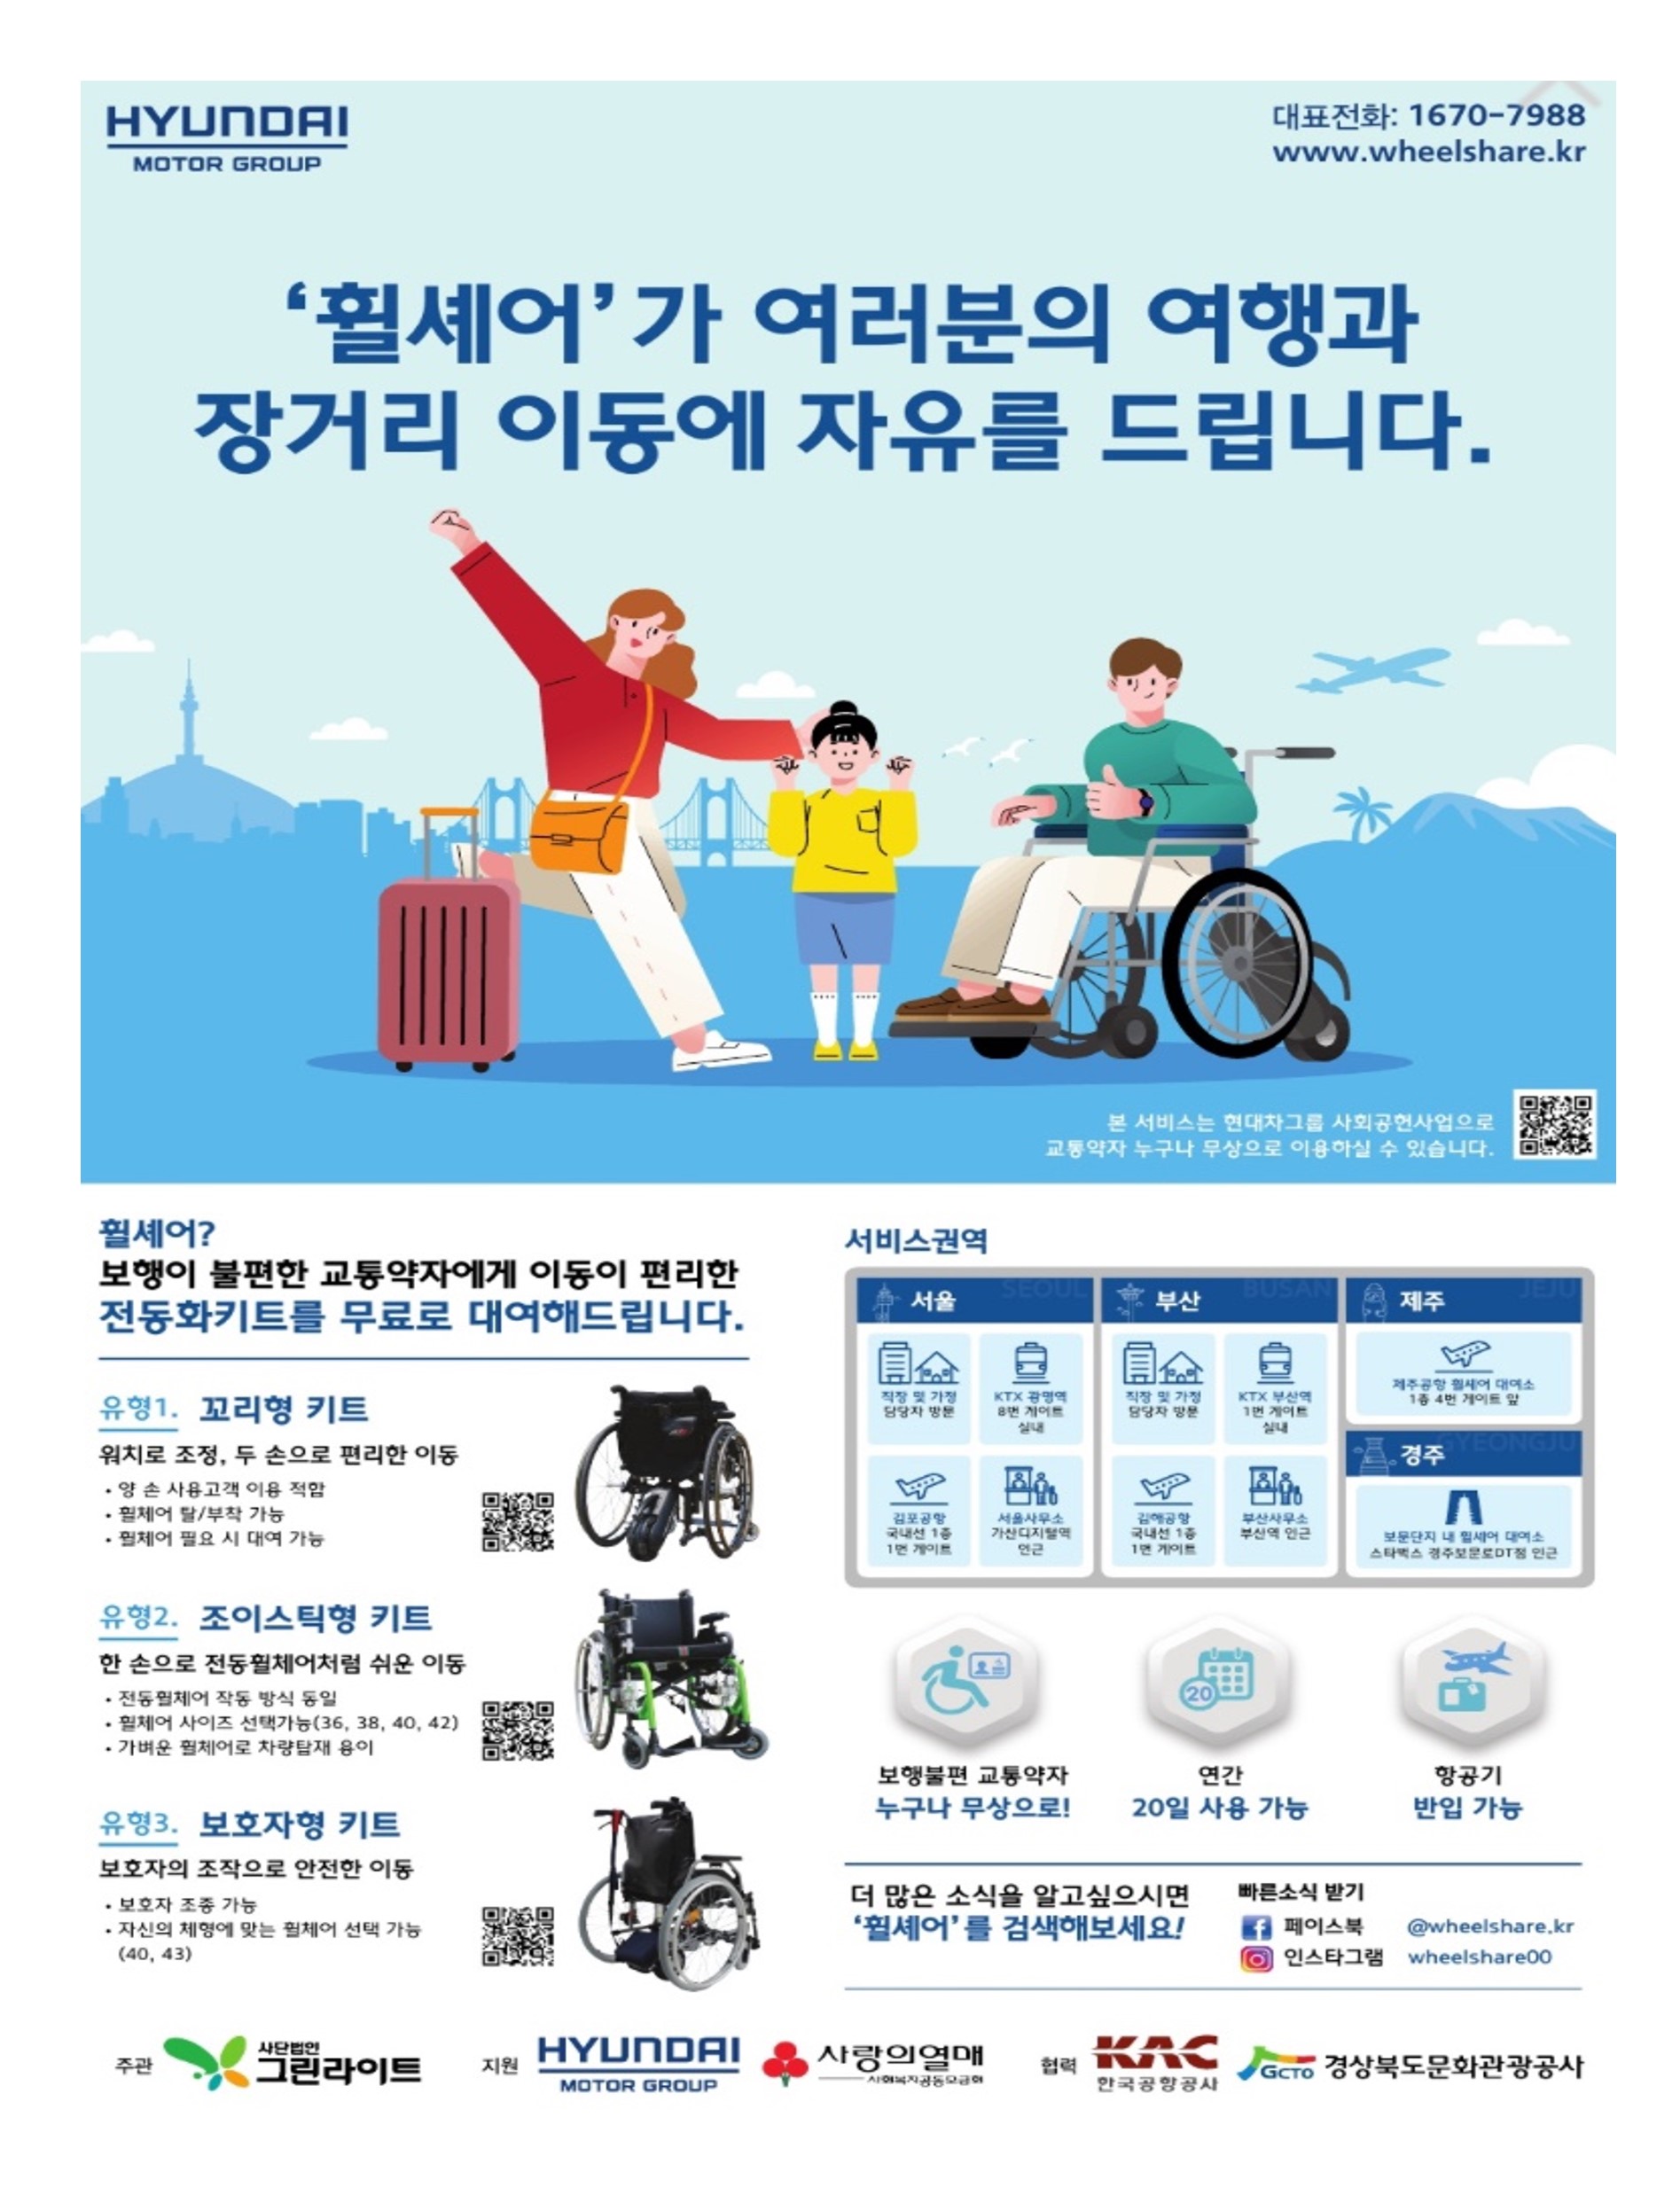 HYUNDAI
MOTOR GROUP
대표전화: 1670-7988
www.wheelshare.kr
‘휠셰어’가 여러분의 여행과
장거리 이동에 자유를 드립니다.
본 서비스는 현대차그룹 사회공헌사업으로
교통약자 누구나 무상으로 이용하실 수 있습니다.
휠셰어?
보행이 불편한 교통약자에게 이동이 편리한
전동화키트를 무료로 대여해드립니다.
유형1. 꼬리형 키트
워치로 조정, 두 손으로 편리한 이동
• 양 손 사용고객 이용 적합
• 휠체어 탈/부착 가능
• 휠체어 필요 시 대여 가능
유형2. 조이스틱형 키트
한 손으로 전동휠체어처럼 쉬운 이동
• 전동휠체어 작동 방식 동일
• 휠체어 사이즈 선택가능(36, 38, 40, 42)
• 가벼운 휠체어로 차량탑재 용이
유형3. 보호자형 키트
보호자의 조작으로 안전한 이동
• 보호자 조종 가능
• 자신의 체형에 맞는 휠체어 선택 가능
(40, 43)
서비스권역
서울 SEOUL
직장 및 가정
담당자 방문
KTX 광명역
8번 게이트
실내
김포공항
국내선 1층
1번 게이트
서울사무소
가산디지털역
인근
부산 BUSAN
직장 및 가정
담당자 방문
KTX 부산역
1번 게이트
실내
김해공항
국내선 1층
1번 게이트
부산사무소
부산역 인근
제주 JEJU
제주공항 휠셰어 대여소
1층 4번 게이트 앞
경주 GYEONGJU
보문단지 내 휠셰어 대여소
스타벅스 경주보문로DT점 인근
20
보행불편 교통약자
누구나 무상으로!
연간
20일 사용 가능
항공기
반입 가능
더 많은 소식을 알고싶으시면
‘휠셰어’를 검색해보세요!
빠른소식 받기
페이스북 @wheelshare.kr
인스타그램 wheelshare00
주관
사단법인
그린라이트
지원
HYUNDAI
MOTOR GROUP
사랑의열매
사회복지공동모금회
협력
KAC
한국공항공사
GCTO 경상북도문화관광공사